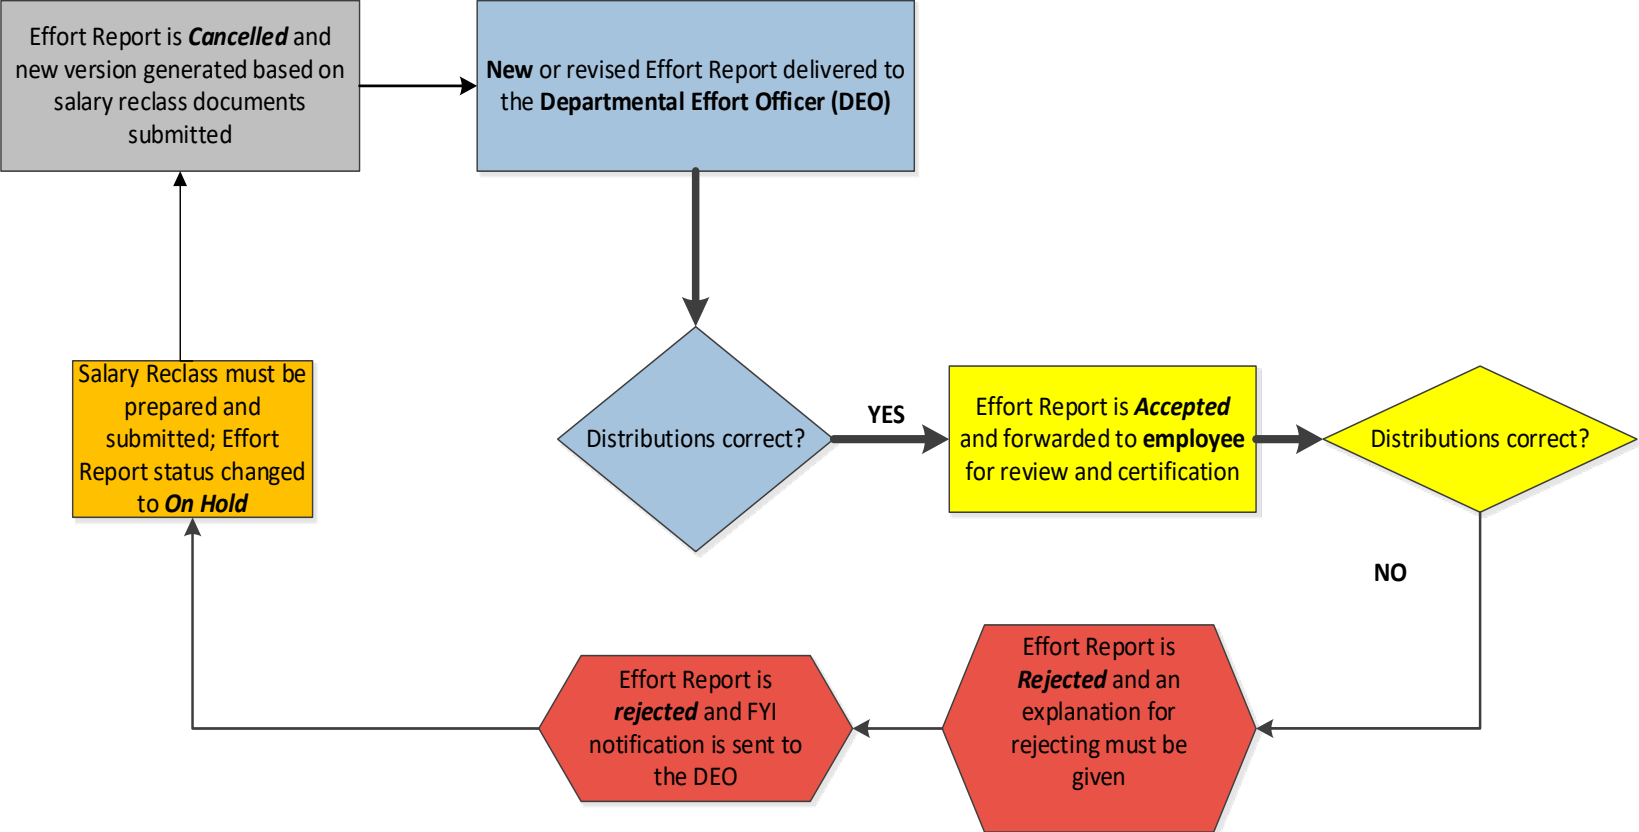 Effort Report is Cancelled and
new version generated based on
salary reclass documents
submitted
New or revised Effort Report delivered to
the Departmental Effort Officer (DEO)
Salary Reclass must be
prepared and
submitted; Effort
Report status changed
to On Hold
Distributions correct?
YES
Effort Report is Accepted
and forwarded to employee
for review and certification
Distributions correct?
NO
Effort Report is
rejected and FYI
notification is sent to
the DEO
Effort Report is
Rejected and an
explanation for
rejecting must be
given